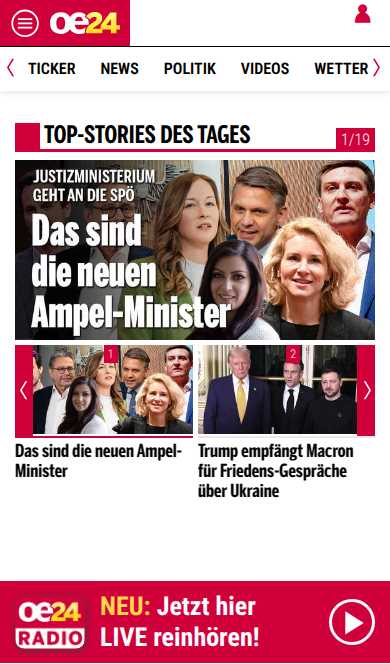 oe24
TICKER NEWS POLITIK VIDEOS WETTER
TOP-STORIES DES TAGES
1/19
JUSTIZMINISTERIUM
GEHT AN DIE SPÖ
Das sind
die neuen
Ampel-Minister
1
2
Das sind die neuen Ampel-
Minister
Trump empfängt Macron
für Friedens-Gespräche
über Ukraine
oe24
RADIO
NEU: Jetzt hier
LIVE reinhören!